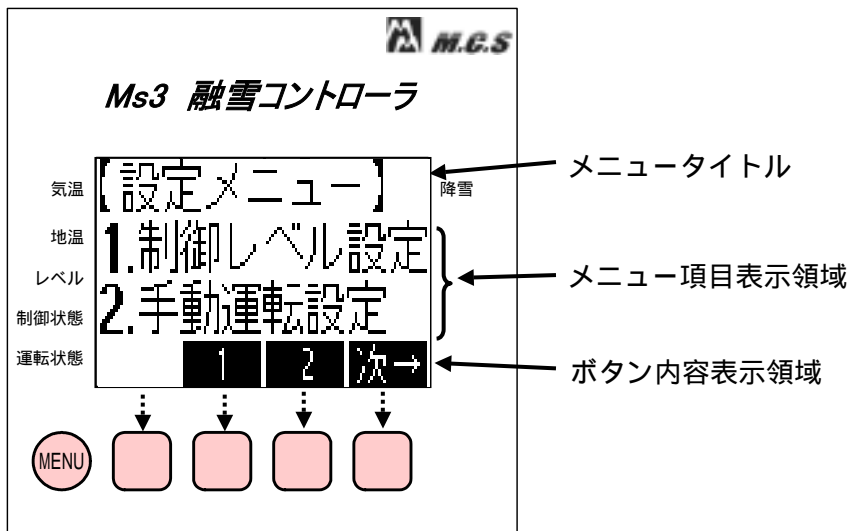 M.C.S
Ms3 融雪コントローラ
メニュータイトル
気温
【設定メニュー】
降雪
地温
1.制御レベル設定
レベル
メニュー項目表示領域
制御状態
2.手動運転設定
運転状態
1 2 次→
ボタン内容表示領域
MENU